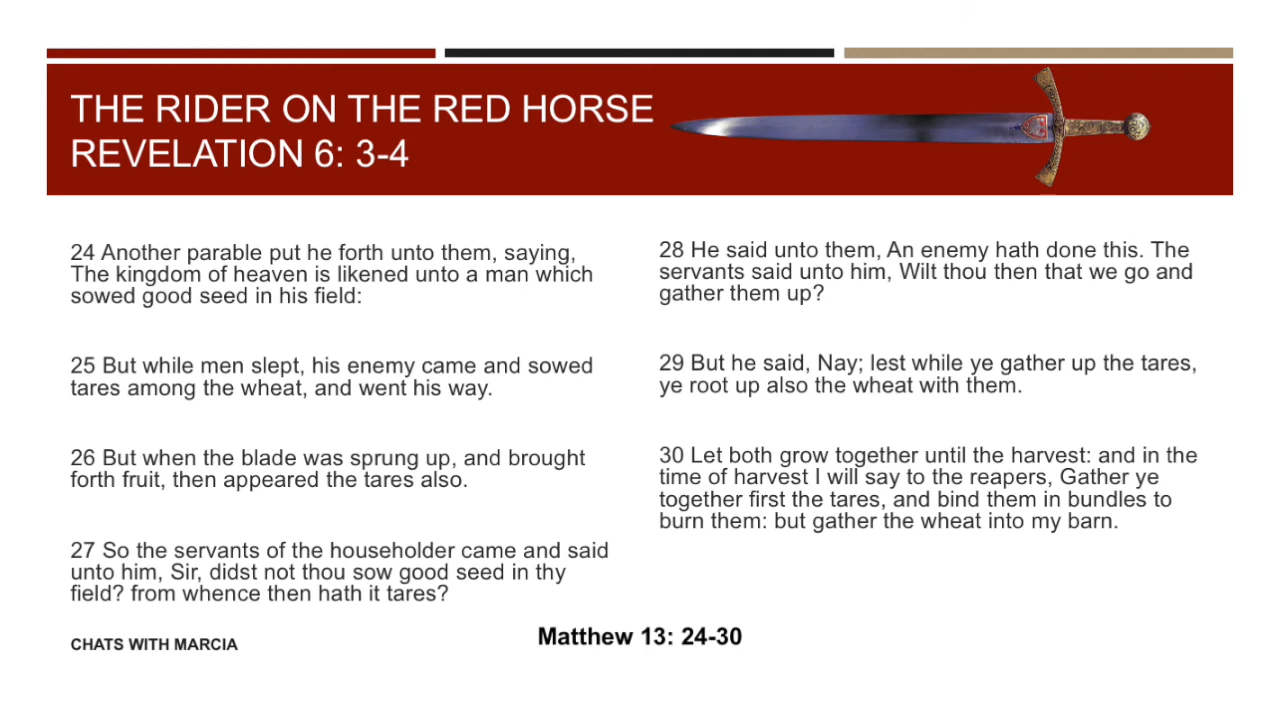 THE RIDER ON THE RED HORSE
REVELATION 6: 3-4
24 Another parable put he forth unto them, saying,
The kingdom of heaven is likened unto a man which
sowed good seed in his field:
25 But while men slept, his enemy came and sowed
tares among the wheat, and went his way.
26 But when the blade was sprung up, and brought
forth fruit, then appeared the tares also.
27 So the servants of the householder came and said
unto him, Sir, didst not thou sow good seed in thy
field? from whence then hath it tares?
28 He said unto them, An enemy hath done this. The
servants said unto him, Wilt thou then that we go and
gather them up?
29 But he said, Nay; lest while ye gather up the tares,
ye root up also the wheat with them.
30 Let both grow together until the harvest: and in the
time of harvest I will say to the reapers, Gather ye
together first the tares, and bind them in bundles to
burn them: but gather the wheat into my barn.
CHATS WITH MARCIA
Matthew 13: 24-30